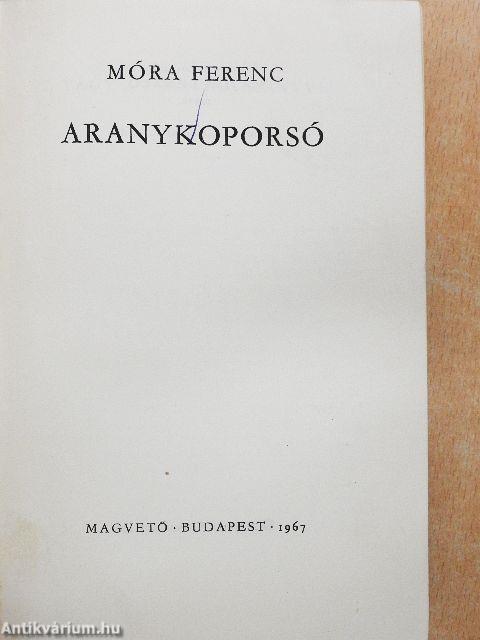 MÓRA FERENC
ARANYKOPORSÓ
MAGVETŐ · BUDAPEST · 1967
Antikvárium.hu